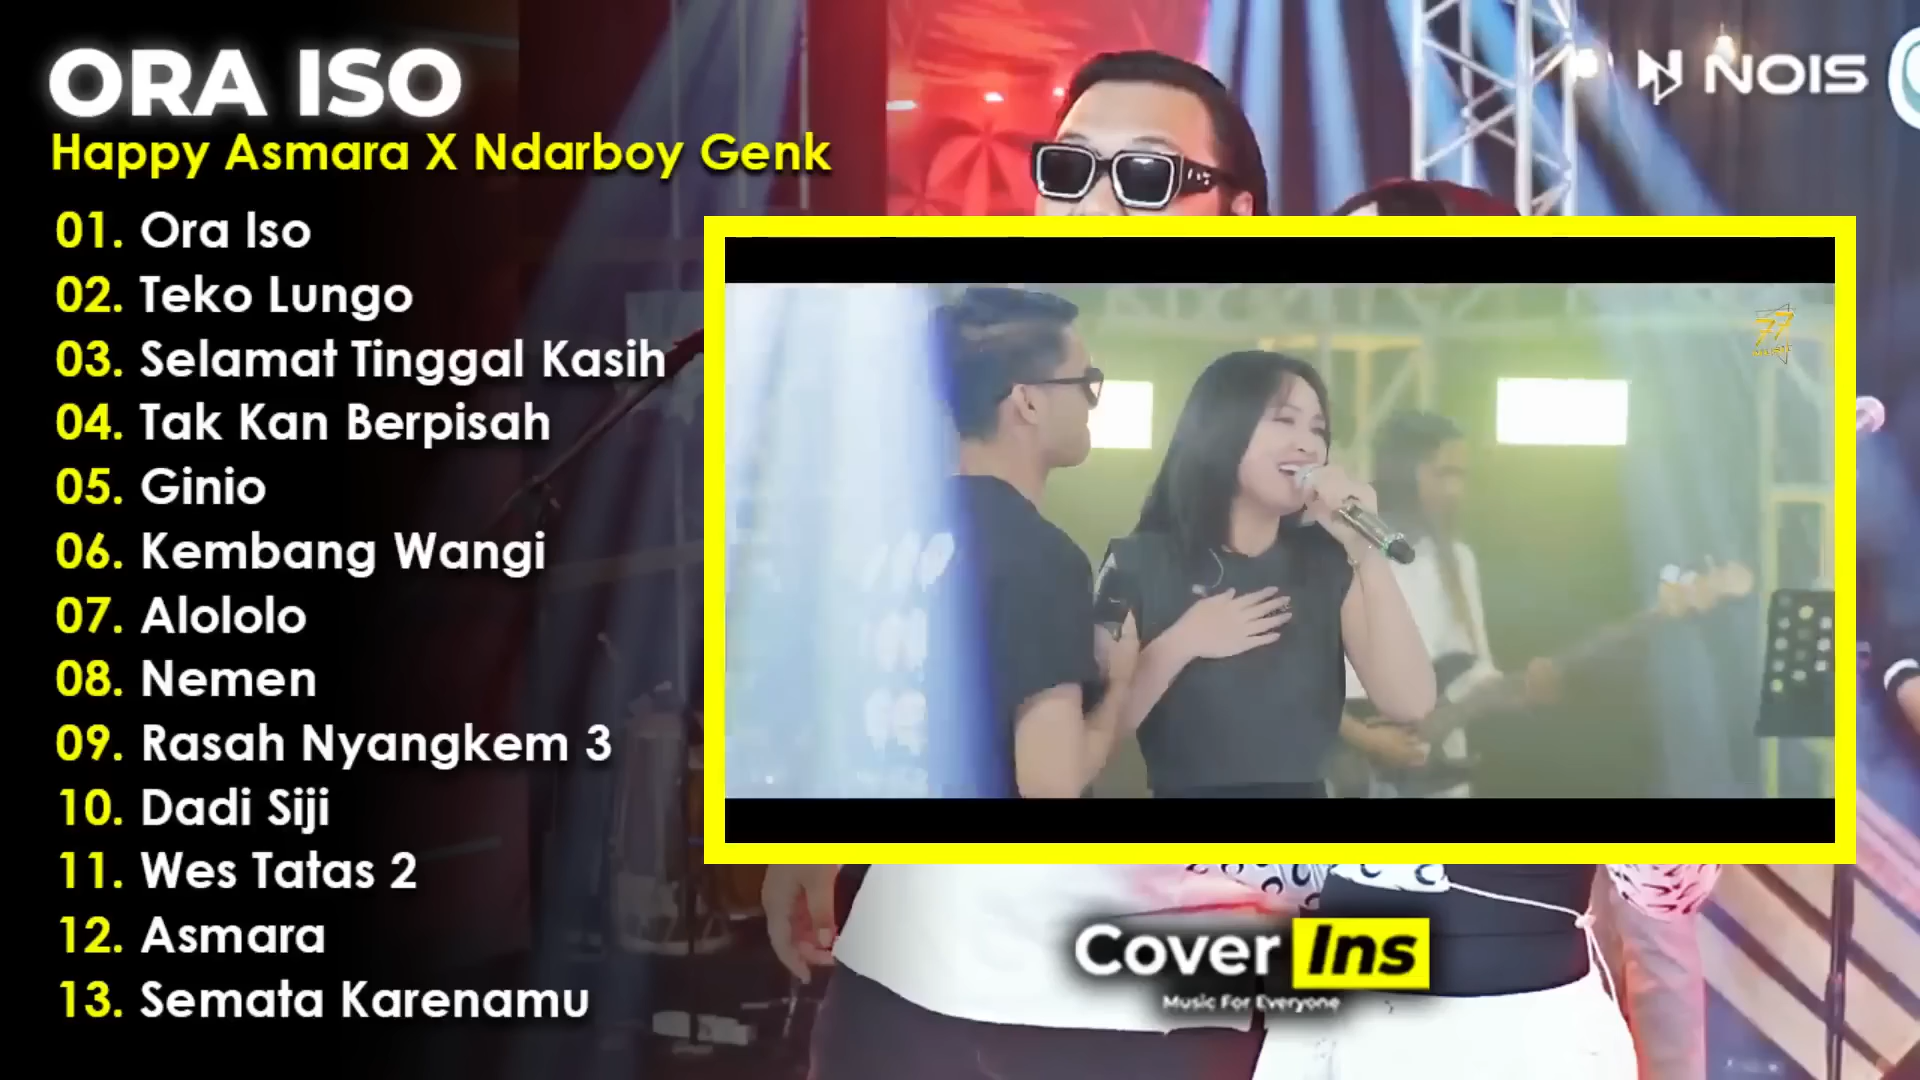 ORA ISO
Happy Asmara X Ndarboy Genk
01. Ora Iso
02. Teko Lungo
03. Selamat Tinggal Kasih
04. Tak Kan Berpisah
05. Ginio
06. Kembang Wangi
07. Alololo
08. Nemen
09. Rasah Nyangkem 3
10. Dadi Siji
11. Wes Tatas 2
12. Asmara
13. Semata Karenamu
NOIS
77
Cover Ins
Music For Everyone